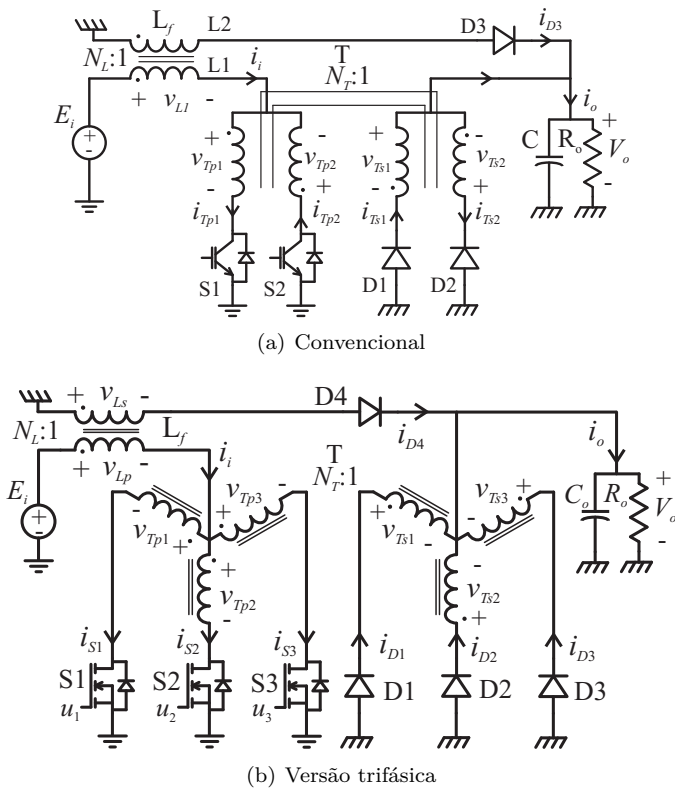 L_f L2 D3 i_D3
N_L:1 L1 i_i T
N_T:1
+ v_L1 - i_o
E_i + -
+ v_Tp1 - - v_Tp2 + + v_Ts1 - - v_Ts2 +
C R_o + V_o -
i_Tp1 i_Tp2 i_Ts1 i_Ts2
S1 S2 D1 D2
(a) Convencional
+ v_Ls - D4 i_D4 i_o
N_L:1 L_f
+ v_Lp - i_i T
N_T:1
E_i + -
- v_Tp1 + + v_Tp3 - + v_Tp2 -
+ v_Ts1 - v_Ts3 + - - v_Ts2 +
C_o R_o + V_o -
i_S1 i_S2 i_S3 i_D1 i_D2 i_D3
S1 S2 S3 D1 D2 D3
u_1 u_2 u_3
(b) Versão trifásica